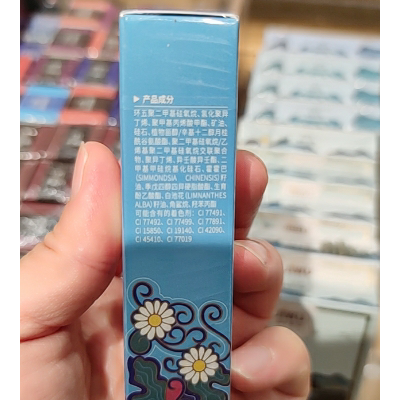 ▶ 产品成分
环五聚二甲基硅氧烷、氢化聚异
丁烯、聚甲基丙烯酸甲酯、矿油、
硅石、植物甾醇/辛基十二醇月桂
酰谷氨酸酯、聚二甲基硅氧烷/乙
烯基聚二甲基硅氧烷交联聚合
物、聚异丁烯、异壬酸异壬酯、二
甲基甲硅烷基化硅石、霍霍巴
(SIMMONDSIA CHINENSIS)籽
油、季戊四醇四异硬脂酸酯、生育
酚乙酸酯、白池花(LIMNANTHES
ALBA)籽油、角鲨烷、羟苯丙酯
可能含有的着色剂: CI 77491、
CI 77492、CI 77499、CI 77891、
CI 15850、CI 19140、CI 42090、
CI 45410、CI 77019